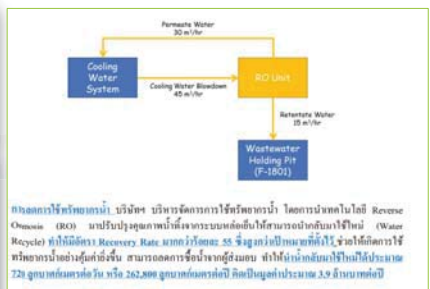 Permeate Water
30 m³/hr
Cooling
Water
System
RO Unit
Cooling Water Blowdown
45 m³/hr
Retentate Water
15 m³/hr
Wastewater
Holding Pit
(F-1801)
การลดการใช้ทรัพยากรน้ำ บริษัทฯ บริหารจัดการการใช้ทรัพยากรน้ำ โดยการนำเทคโนโลยี Reverse
Osmosis (RO) มาปรับปรุงคุณภาพน้ำทิ้งจากระบบหล่อเย็นให้สามารถนำกลับมาใช้ใหม่ (Water
Recycle) ทำให้มีอัตรา Recovery Rate มากกว่าร้อยละ 55 ซึ่งสูงกว่าเป้าหมายที่ตั้งไว้ ช่วยให้เกิดการใช้
ทรัพยากรน้ำอย่างคุ้มค่ายิ่งขึ้น สามารถลดการซื้อน้ำจากผู้ส่งมอบ ทำให้นำน้ำกลับมาใช้ใหม่ได้ประมาณ
720 ลูกบาศก์เมตรต่อวัน หรือ 262,800 ลูกบาศก์เมตรต่อปี คิดเป็นมูลค่าประมาณ 3.9 ล้านบาทต่อปี